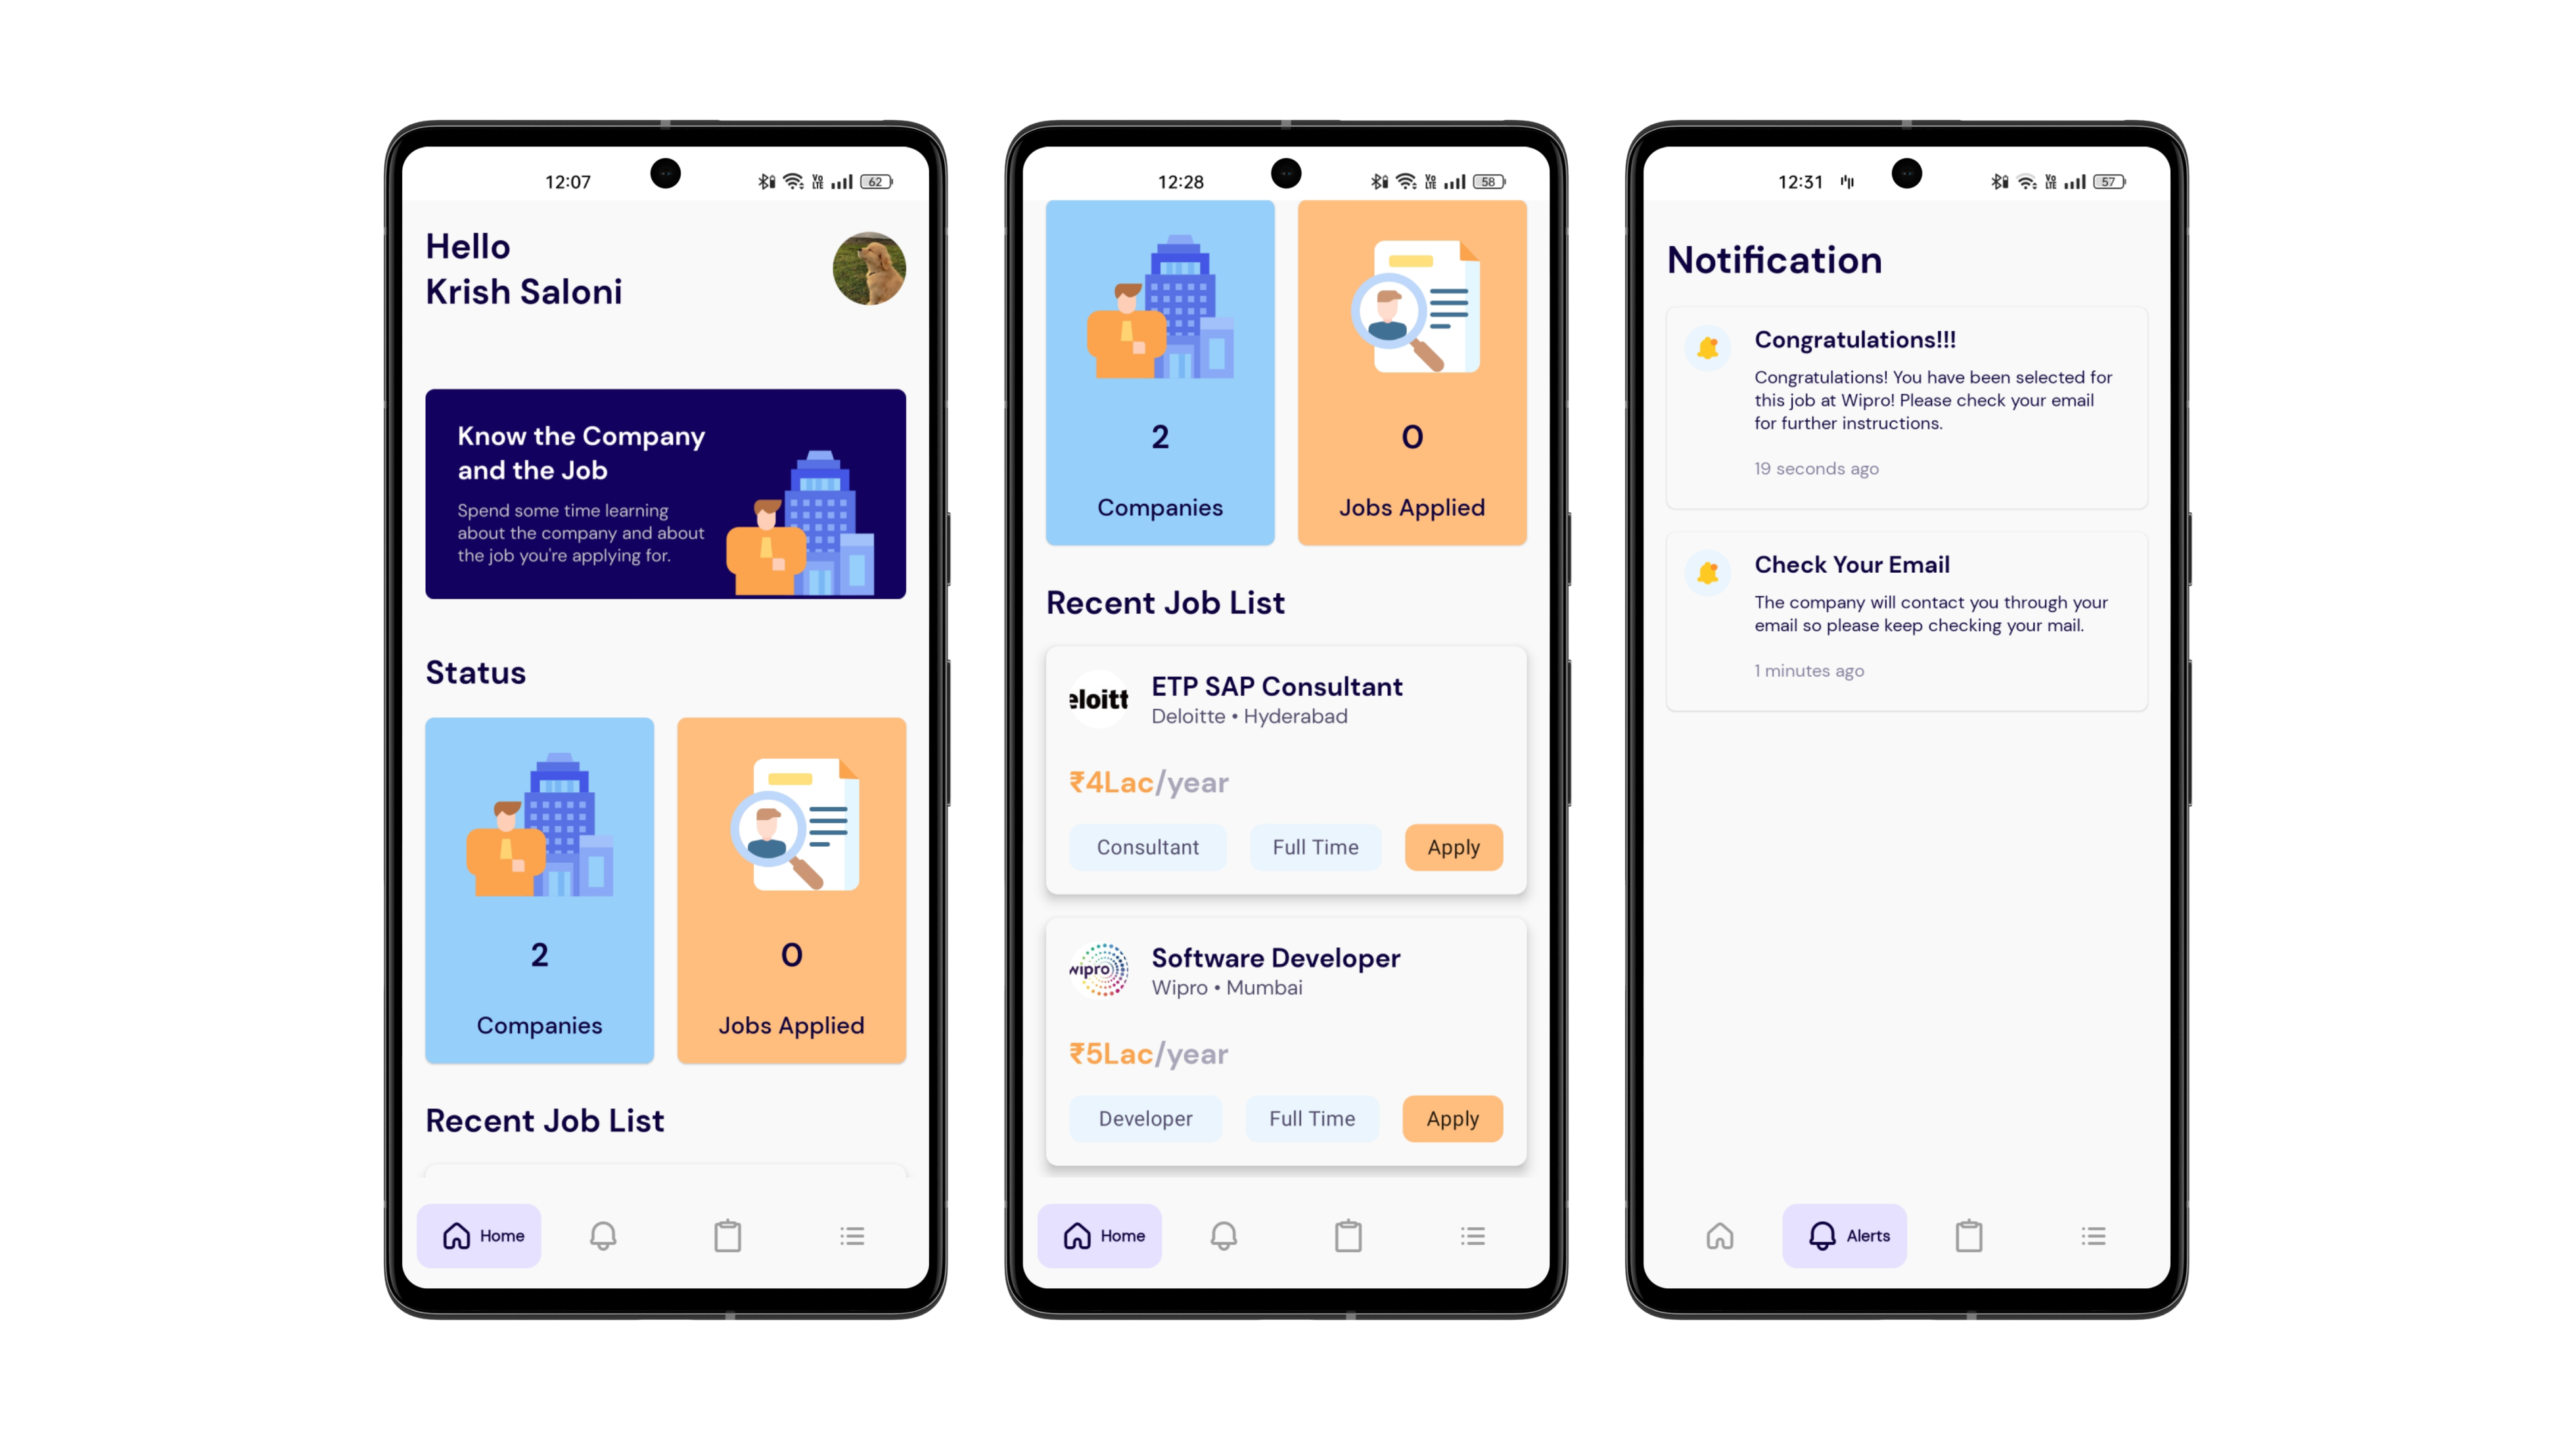 12:07
Vo
LTE
62
Hello
Krish Saloni
Know the Company
and the Job
Spend some time learning
about the company and about
the job you're applying for.
Status
2
Companies
0
Jobs Applied
Recent Job List
Home
12:28
Vo
LTE
58
2
Companies
0
Jobs Applied
Recent Job List
eloitt
ETP SAP Consultant
Deloitte • Hyderabad
₹4Lac/year
Consultant
Full Time
Apply
wipro
Software Developer
Wipro • Mumbai
₹5Lac/year
Developer
Full Time
Apply
Home
12:31
Vo
LTE
57
Notification
Congratulations!!!
Congratulations! You have been selected for
this job at Wipro! Please check your email
for further instructions.
19 seconds ago
Check Your Email
The company will contact you through your
email so please keep checking your mail.
1 minutes ago
Alerts